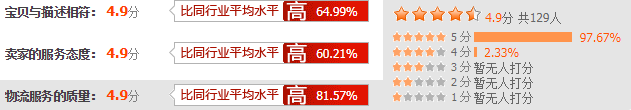 宝贝与描述相符：4.9分 比同行业平均水平 高 64.99%
卖家的服务态度：4.9分 比同行业平均水平 高 60.21%
物流服务的质量：4.9分 比同行业平均水平 高 81.57%
4.9分 共129人
5分 97.67%
4分 2.33%
3分 暂无人打分
2分 暂无人打分
1分 暂无人打分